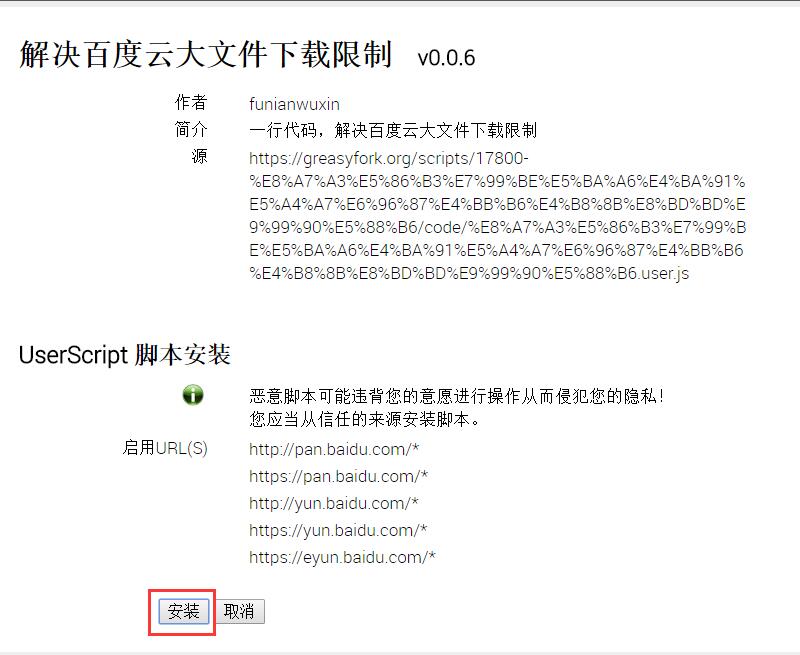 解决百度云大文件下载限制 v0.0.6
作者 funianwuxin
简介 一行代码，解决百度云大文件下载限制
源 https://greasyfork.org/scripts/17800-
%E8%A7%A3%E5%86%B3%E7%99%BE%E5%BA%A6%E4%BA%91%
E5%A4%A7%E6%96%87%E4%BB%B6%E4%B8%8B%E8%BD%BD%E
9%99%90%E5%88%B6/code/%E8%A7%A3%E5%86%B3%E7%99%B
E%E5%BA%A6%E4%BA%91%E5%A4%A7%E6%96%87%E4%BB%B6
%E4%B8%8B%E8%BD%BD%E9%99%90%E5%88%B6.user.js
UserScript 脚本安装
恶意脚本可能违背您的意愿进行操作从而侵犯您的隐私！
您应当从信任的来源安装脚本。
启用URL(S) http://pan.baidu.com/*
https://pan.baidu.com/*
http://yun.baidu.com/*
https://yun.baidu.com/*
https://eyun.baidu.com/*
安装 取消